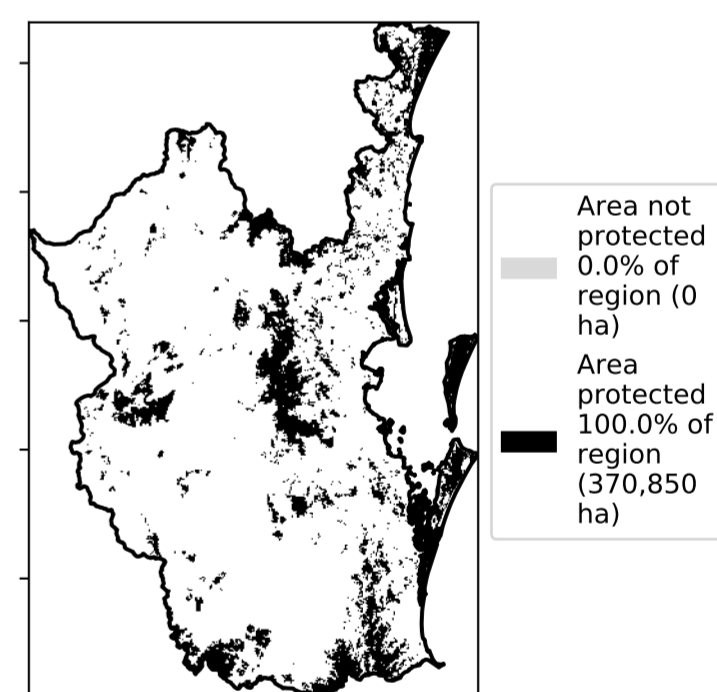 Area not
protected
0.0% of
region (0
ha)
Area
protected
100.0% of
region
(370,850
ha)